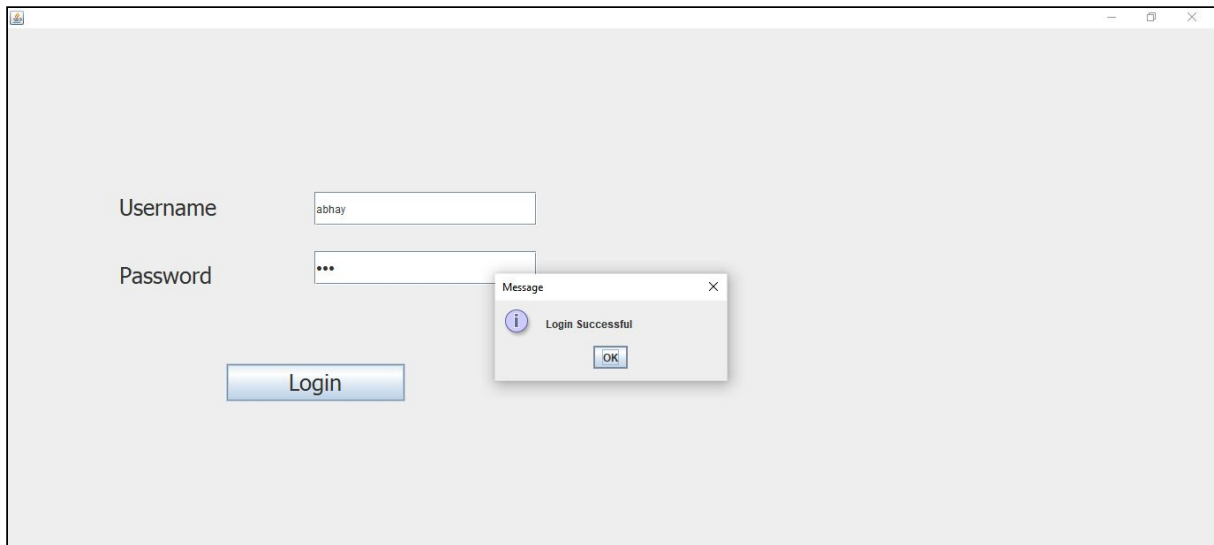 Username
abhay
Password
•••
Message
i
Login Successful
OK
Login